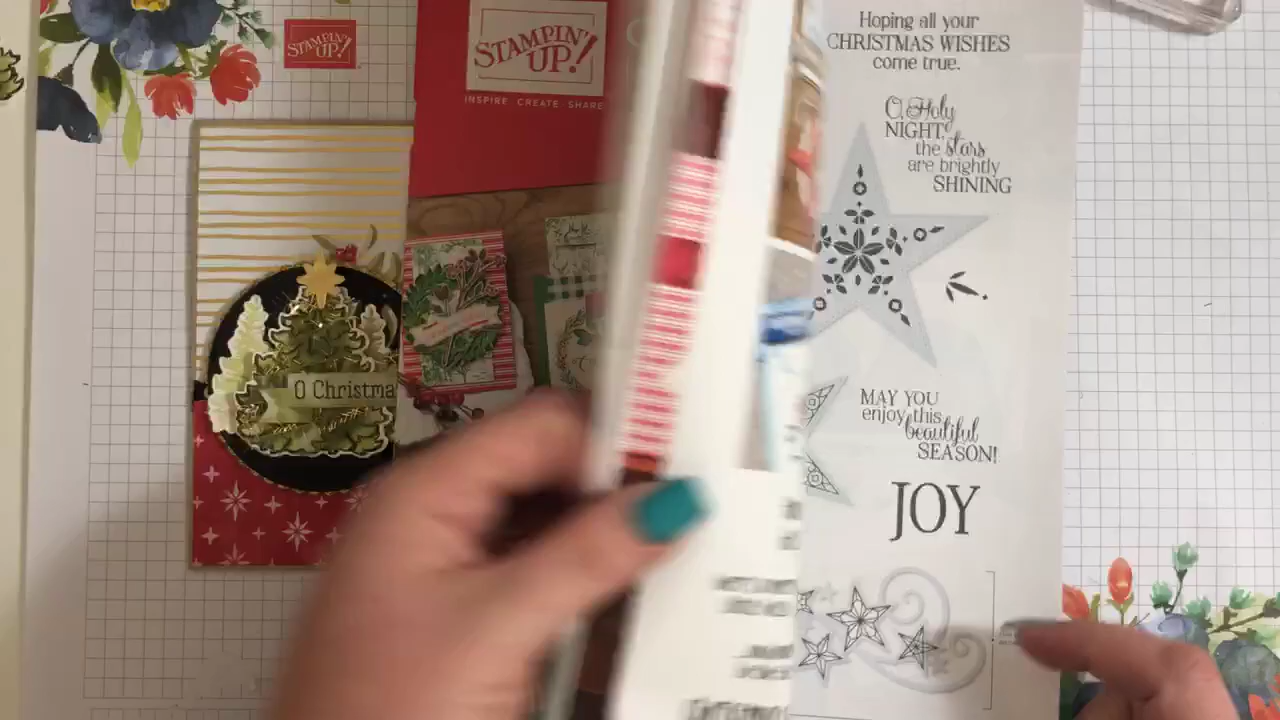 STAMPIN' UP!
STAMPIN' UP!
INSPIRE CREATE SHARE
O Christma
Hoping all your
CHRISTMAS WISHES
come true.
O, Holy
NIGHT,
the stars
are brightly
SHINING
MAY YOU
enjoy this
beautiful
SEASON!
JOY